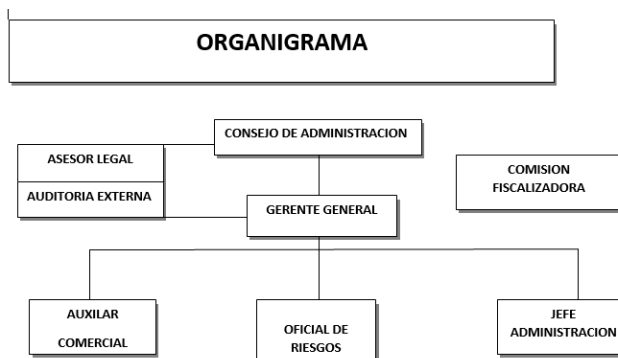 ORGANIGRAMA
CONSEJO DE ADMINISTRACION
ASESOR LEGAL
AUDITORIA EXTERNA
COMISION
FISCALIZADORA
GERENTE GENERAL
AUXILAR
COMERCIAL
OFICIAL DE
RIESGOS
JEFE
ADMINISTRACION